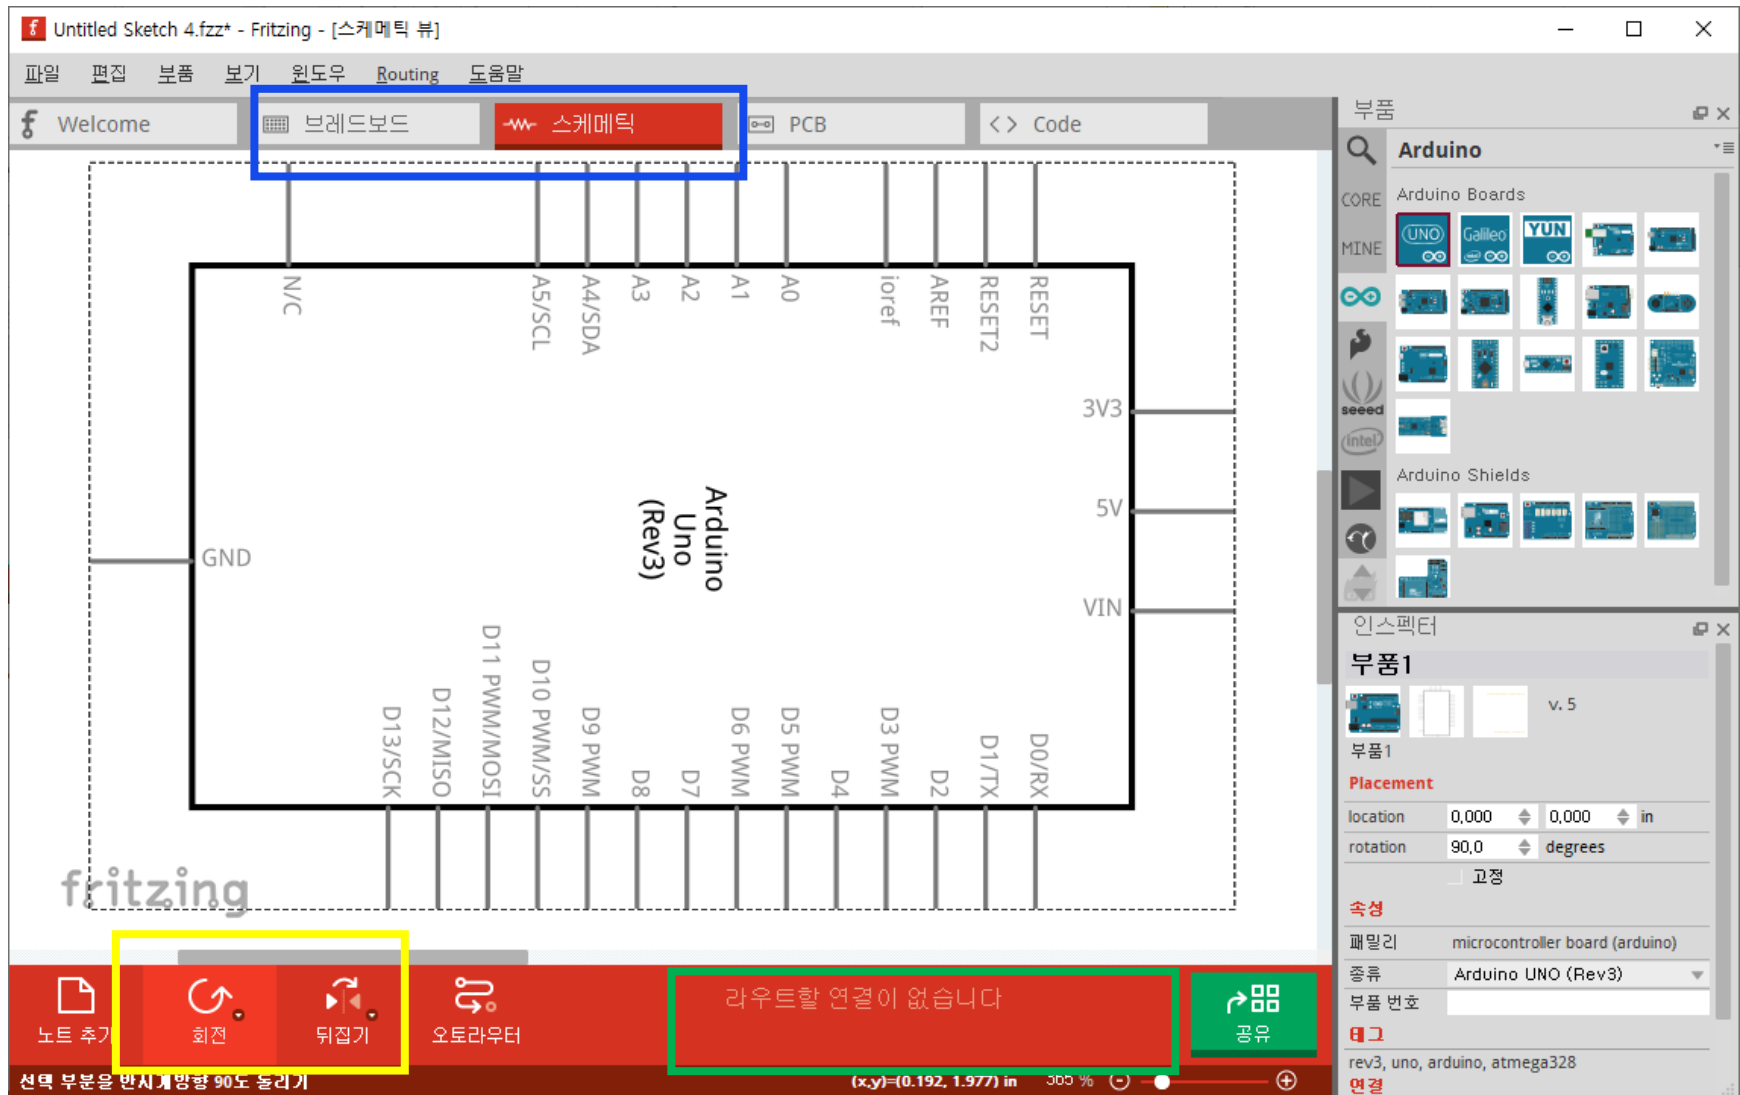 Untitled Sketch 4.fzz* - Fritzing - [스케메틱 뷰]
파일 편집 부품 보기 윈도우 Routing 도움말
Welcome
브레드보드
스케메틱
PCB
<> Code
N/C
A5/SCL
A4/SDA
A3
A2
A1
A0
ioref
AREF
RESET2
RESET
3V3
5V
VIN
GND
Arduino
Uno
(Rev3)
D13/SCK
D12/MISO
D11 PWM/MOSI
D10 PWM/SS
D9 PWM
D8
D7
D6 PWM
D5 PWM
D4
D3 PWM
D2
D1/TX
D0/RX
fritzing
노트 추가
회전
뒤집기
오토라우터
라우트할 연결이 없습니다
공유
선택 부분을 반시계방향 90도 돌리기
(x,y)=(0.192, 1.977) in
365 %
부품
Arduino
CORE
MINE
seeed
intel
Arduino Boards
UNO
Galileo
intel
YUN
Arduino Shields
인스펙터
부품1
v. 5
부품1
Placement
location 0,000 0,000 in
rotation 90,0 degrees
고정
속성
패밀리 microcontroller board (arduino)
종류 Arduino UNO (Rev3)
부품 번호
태그
rev3, uno, arduino, atmega328
연결